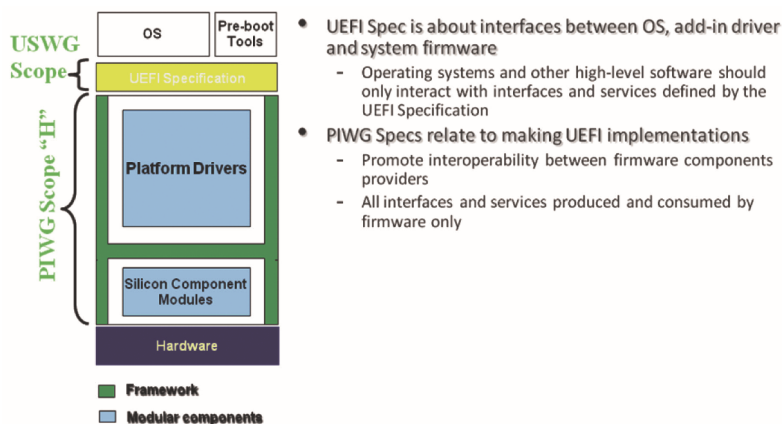 USWG
Scope
PIWG Scope “H”
OS
Pre-boot
Tools
UEFI Specification
Platform Drivers
Silicon Component
Modules
Hardware
Framework
Modular components
• UEFI Spec is about interfaces between OS, add-in driver
and system firmware
- Operating systems and other high-level software should
only interact with interfaces and services defined by the
UEFI Specification
• PIWG Specs relate to making UEFI implementations
- Promote interoperability between firmware components
providers
- All interfaces and services produced and consumed by
firmware only